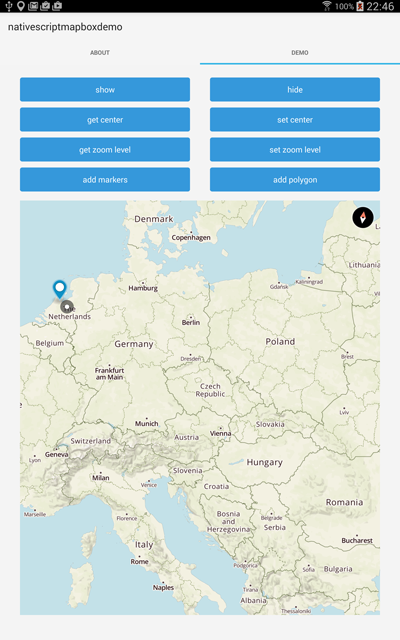 100% 22:46
nativescriptmapboxdemo
ABOUT DEMO
show hide
get center set center
get zoom level set zoom level
add markers add polygon
Denmark
Copenhagen
Lithuania
Hamburg
Gdańsk
Kaliningrad
Netherlands
Berlin
Belgium
Germany
Poland
Dresden
Brest
Frankfurt
am Main
Czech
Republic
Lviv
Munich
Vienna
Slovakia
Switzerland
Austria
Geneva
Lyon
Hungary
Slovenia
Milan
Venice
Croatia
Romania
Marseille
Florence
Bosnia
and
Herzegovina
Belgrade
Serbia
Bucharest
Italy
Rome
Podgorica
Sofia
Bulgaria
Naples
Tirana
Albania
Thessaloniki